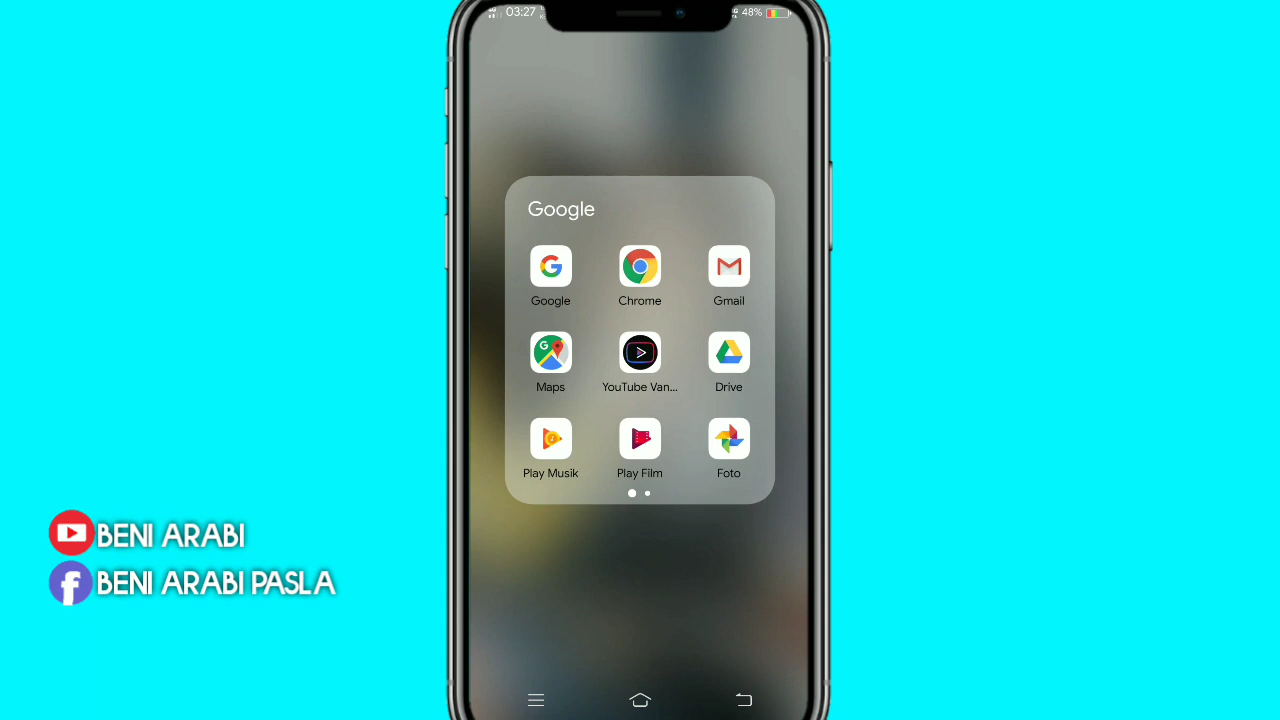 03:27
48%
Google
Google Chrome Gmail
Maps YouTube Van... Drive
Play Musik Play Film Foto
BENI ARABI
BENI ARABI PASLA